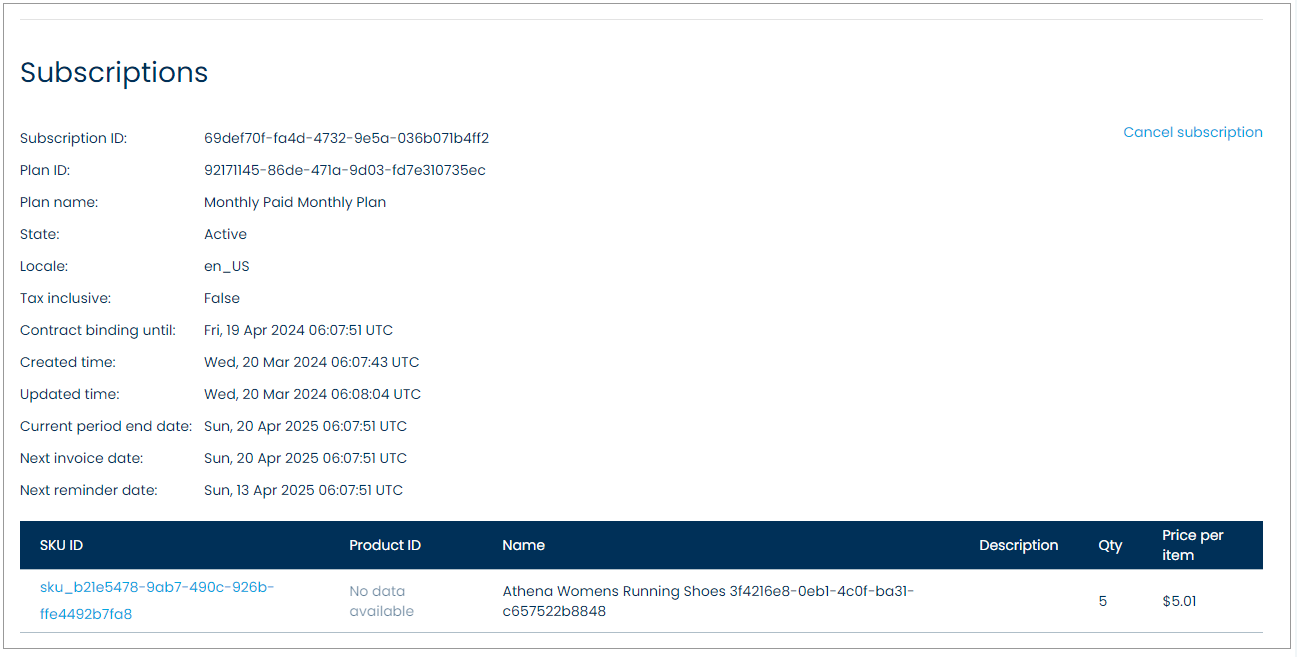 Subscriptions
Cancel subscription
Subscription ID: 69def70f-fa4d-4732-9e5a-036b071b4ff2
Plan ID: 92171145-86de-471a-9d03-fd7e310735ec
Plan name: Monthly Paid Monthly Plan
State: Active
Locale: en_US
Tax inclusive: False
Contract binding until: Fri, 19 Apr 2024 06:07:51 UTC
Created time: Wed, 20 Mar 2024 06:07:43 UTC
Updated time: Wed, 20 Mar 2024 06:08:04 UTC
Current period end date: Sun, 20 Apr 2025 06:07:51 UTC
Next invoice date: Sun, 20 Apr 2025 06:07:51 UTC
Next reminder date: Sun, 13 Apr 2025 06:07:51 UTC
SKU ID Product ID Name Description Qty Price per
item
sku_b21e5478-9ab7-490c-926b- No data Athena Womens Running Shoes 3f4216e8-0eb1-4c0f-ba31- 5 $5.01
ffe4492b7fa8 available c657522b8848